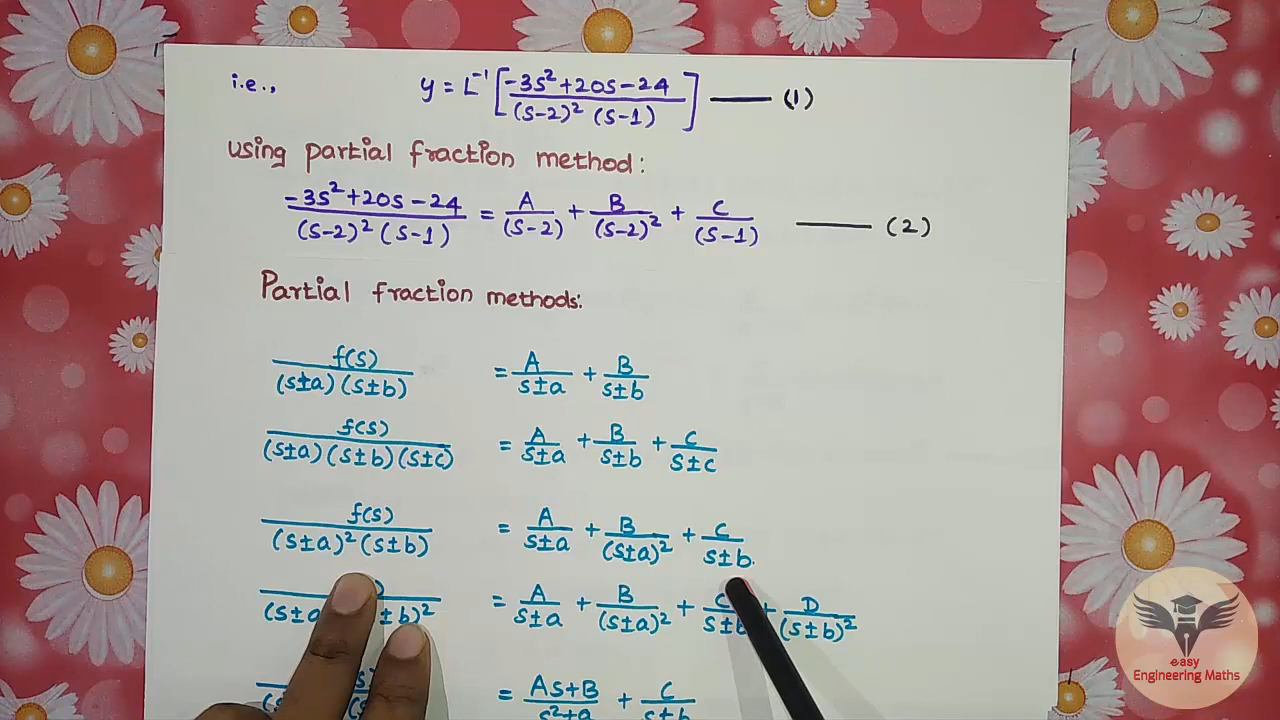 i.e., y = L⁻¹ [ (-3s²+20s-24) / ((s-2)² (s-1)) ] —— (1)
using partial fraction method:
(-3s²+20s-24) / ((s-2)² (s-1)) = A/(s-2) + B/(s-2)² + C/(s-1) —— (2)
Partial fraction methods:
f(s) / ((s±a)(s±b)) = A/(s±a) + B/(s±b)
f(s) / ((s±a)(s±b)(s±c)) = A/(s±a) + B/(s±b) + C/(s±c)
f(s) / ((s±a)²(s±b)) = A/(s±a) + B/(s±a)² + C/(s±b)
(s±a ±b)² = A/(s±a) + B/(s±a)² + C/(s±b) + D/(s±b)²
= (As+B)/(s²+a) + C/(s±b)
easy
Engineering Maths